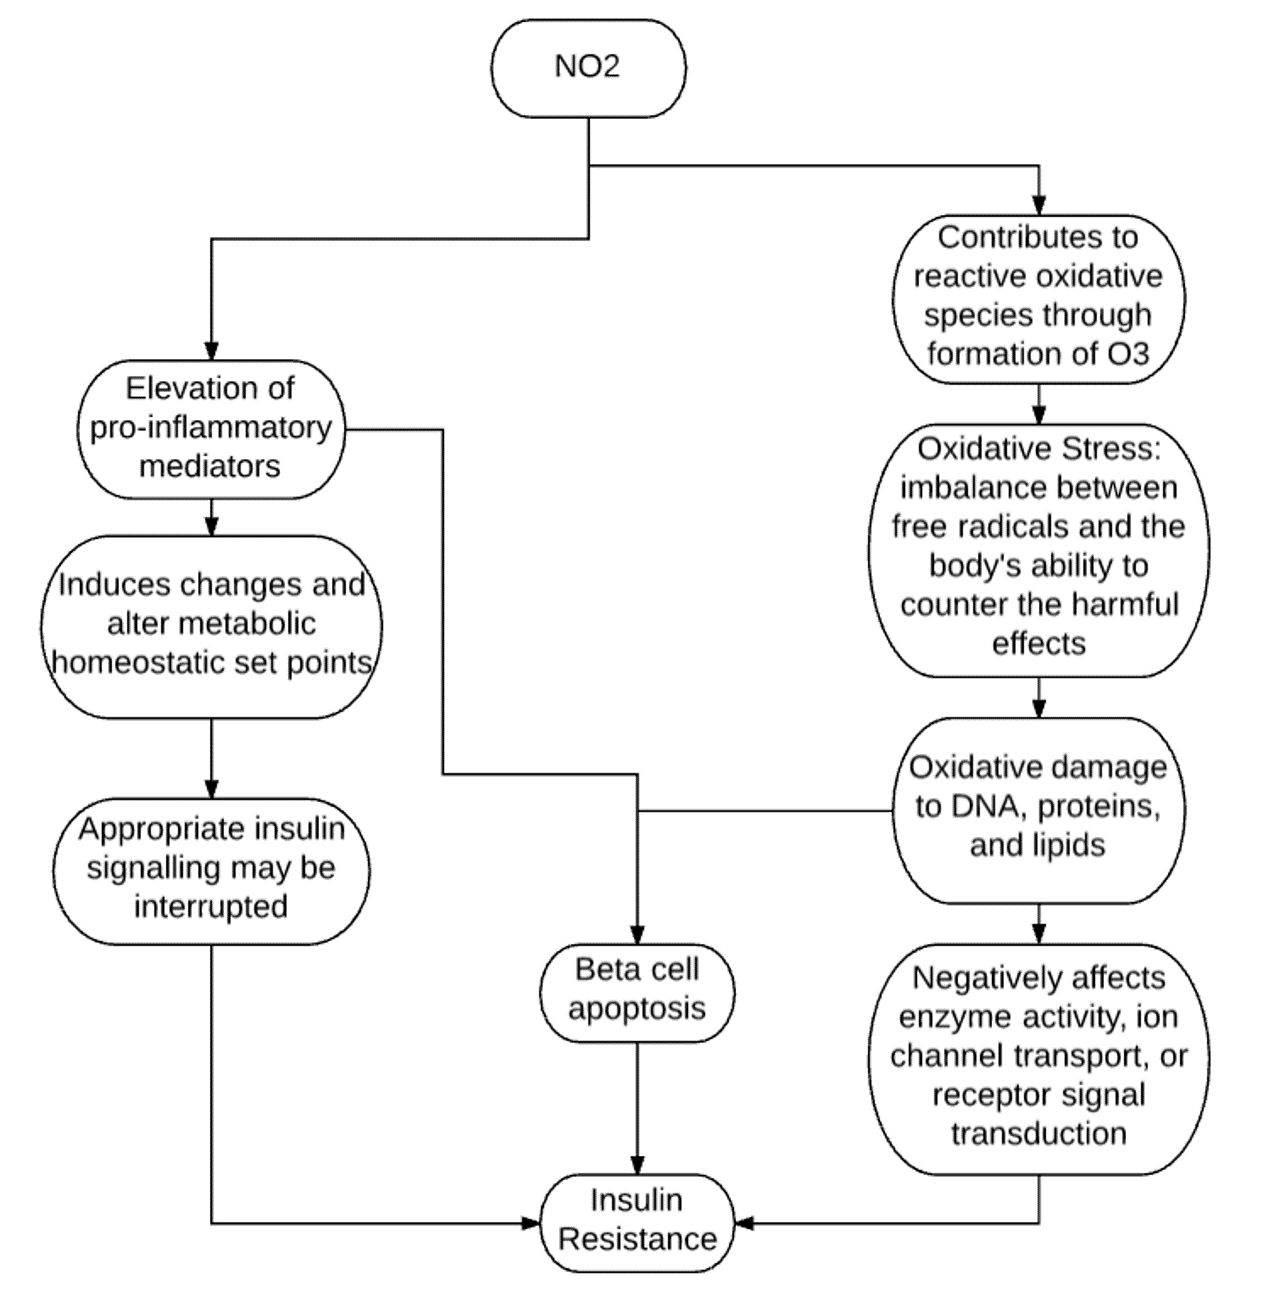 NO2
Contributes to
reactive oxidative
species through
formation of O3
Elevation of
pro-inflammatory
mediators
Oxidative Stress:
imbalance between
free radicals and the
body's ability to
counter the harmful
effects
Induces changes and
alter metabolic
homeostatic set points
Oxidative damage
to DNA, proteins,
and lipids
Appropriate insulin
signalling may be
interrupted
Beta cell
apoptosis
Negatively affects
enzyme activity, ion
channel transport, or
receptor signal
transduction
Insulin
Resistance